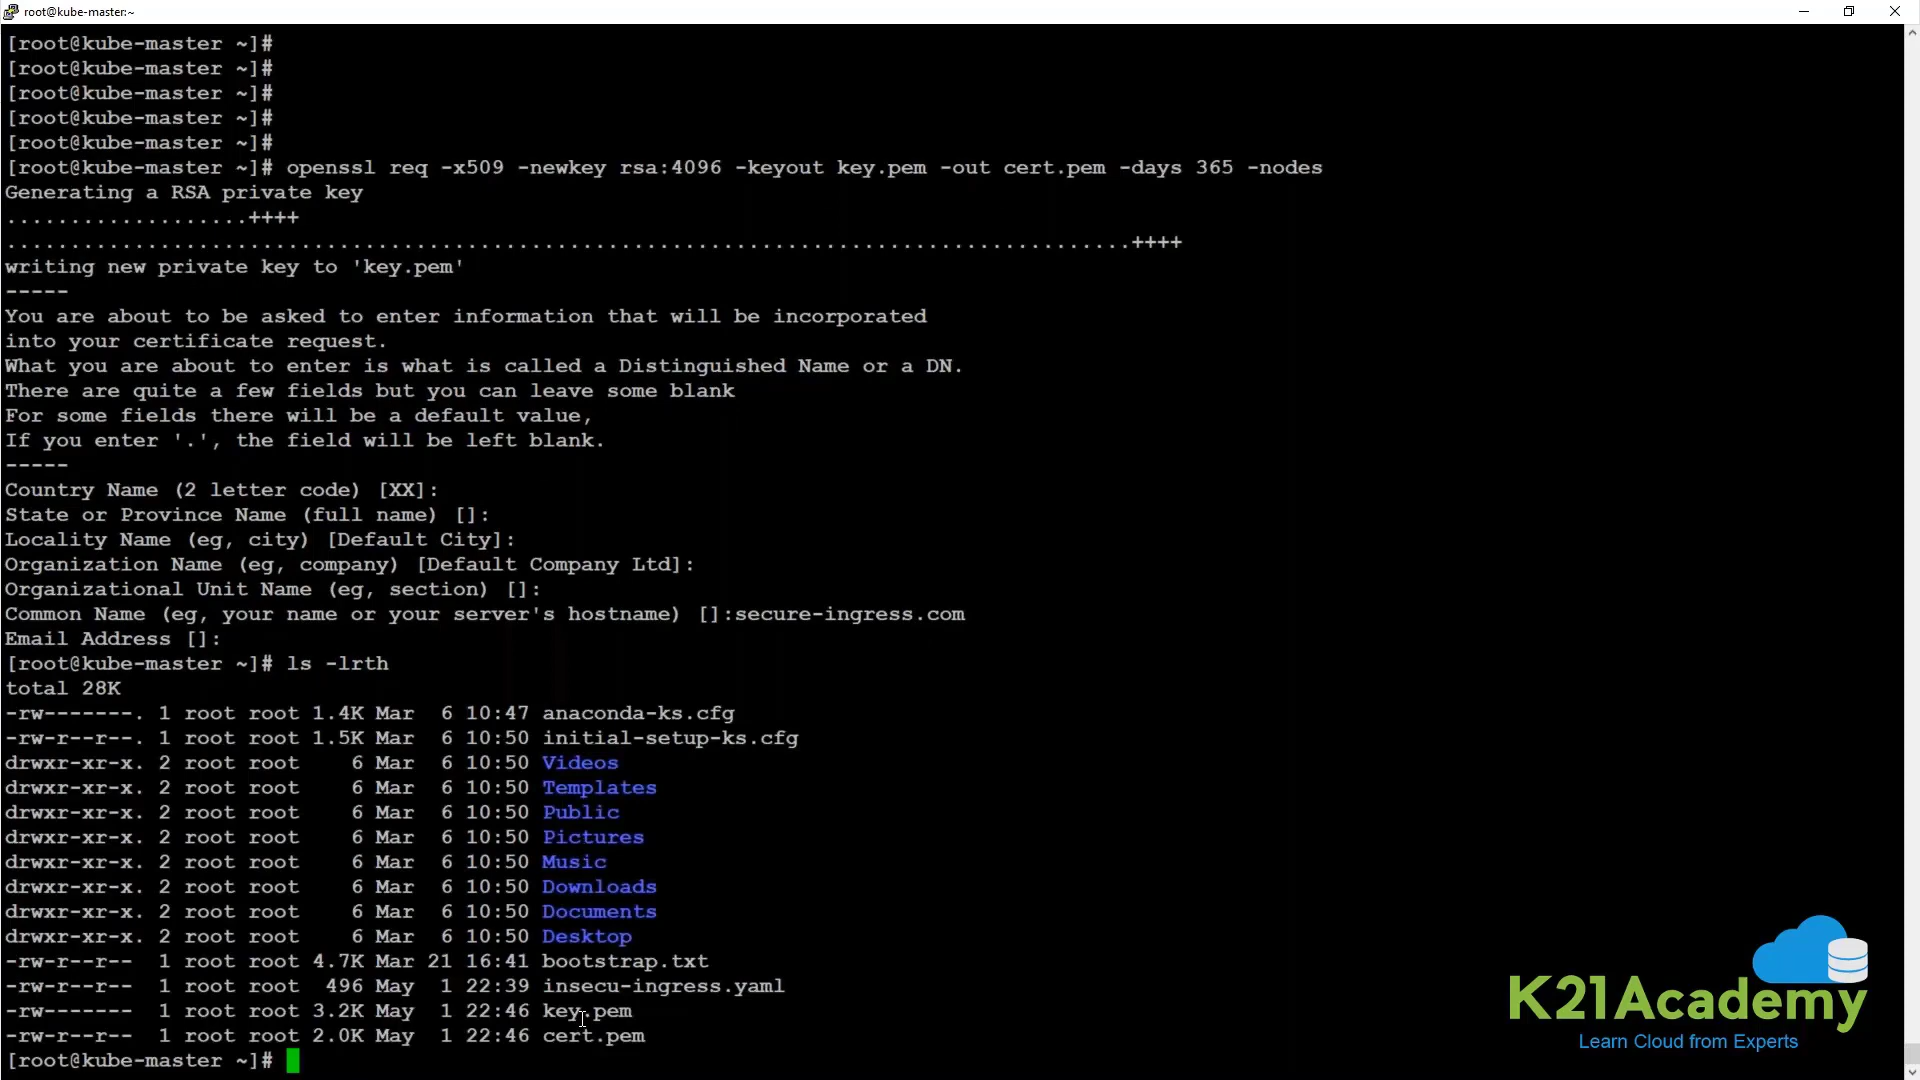 root@kube-master:~
[root@kube-master ~]#
[root@kube-master ~]#
[root@kube-master ~]#
[root@kube-master ~]#
[root@kube-master ~]#
[root@kube-master ~]# openssl req -x509 -newkey rsa:4096 -keyout key.pem -out cert.pem -days 365 -nodes
Generating a RSA private key
...................++++
........................................................................................++++
writing new private key to 'key.pem'
-----
You are about to be asked to enter information that will be incorporated
into your certificate request.
What you are about to enter is what is called a Distinguished Name or a DN.
There are quite a few fields but you can leave some blank
For some fields there will be a default value,
If you enter '.', the field will be left blank.
-----
Country Name (2 letter code) [XX]:
State or Province Name (full name) []:
Locality Name (eg, city) [Default City]:
Organization Name (eg, company) [Default Company Ltd]:
Organizational Unit Name (eg, section) []:
Common Name (eg, your name or your server's hostname) []:secure-ingress.com
Email Address []:
[root@kube-master ~]# ls -lrth
total 28K
-rw-------. 1 root root 1.4K Mar  6 10:47 anaconda-ks.cfg
-rw-r--r--. 1 root root 1.5K Mar  6 10:50 initial-setup-ks.cfg
drwxr-xr-x. 2 root root    6 Mar  6 10:50 Videos
drwxr-xr-x. 2 root root    6 Mar  6 10:50 Templates
drwxr-xr-x. 2 root root    6 Mar  6 10:50 Public
drwxr-xr-x. 2 root root    6 Mar  6 10:50 Pictures
drwxr-xr-x. 2 root root    6 Mar  6 10:50 Music
drwxr-xr-x. 2 root root    6 Mar  6 10:50 Downloads
drwxr-xr-x. 2 root root    6 Mar  6 10:50 Documents
drwxr-xr-x. 2 root root    6 Mar  6 10:50 Desktop
-rw-r--r--  1 root root 4.7K Mar 21 16:41 bootstrap.txt
-rw-r--r--  1 root root  496 May  1 22:39 insecu-ingress.yaml
-rw-------  1 root root 3.2K May  1 22:46 key.pem
-rw-r--r--  1 root root 2.0K May  1 22:46 cert.pem
[root@kube-master ~]#
K21Academy
Learn Cloud from Experts